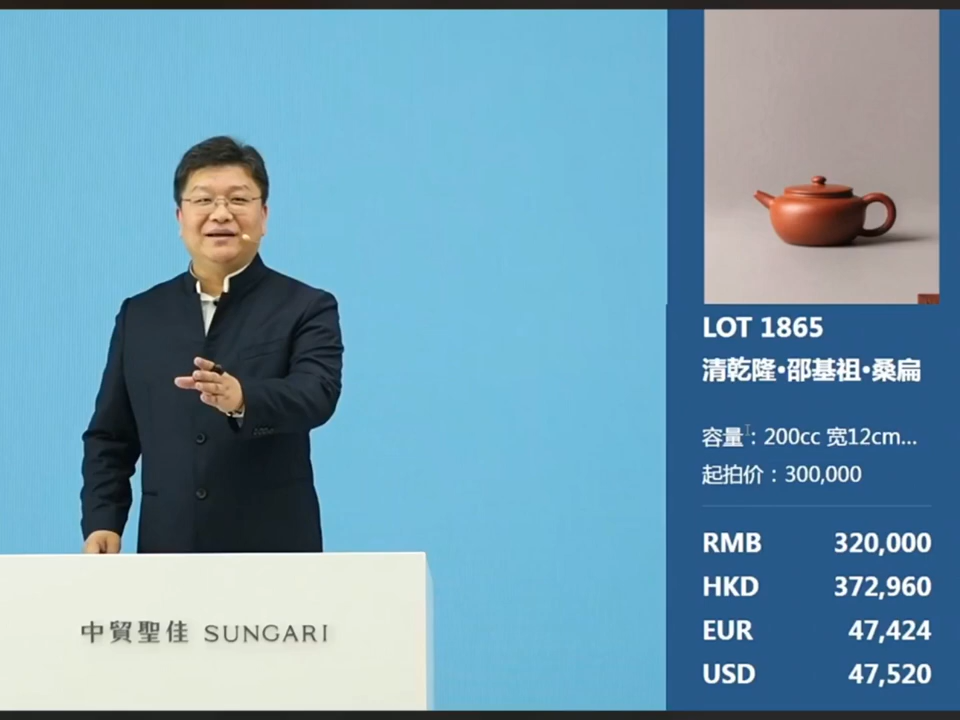 LOT 1865
清乾隆·邵基祖·桑扁
容量：200cc 宽12cm...
起拍价：300,000
RMB 320,000
HKD 372,960
EUR 47,424
USD 47,520
中貿聖佳 SUNGARI